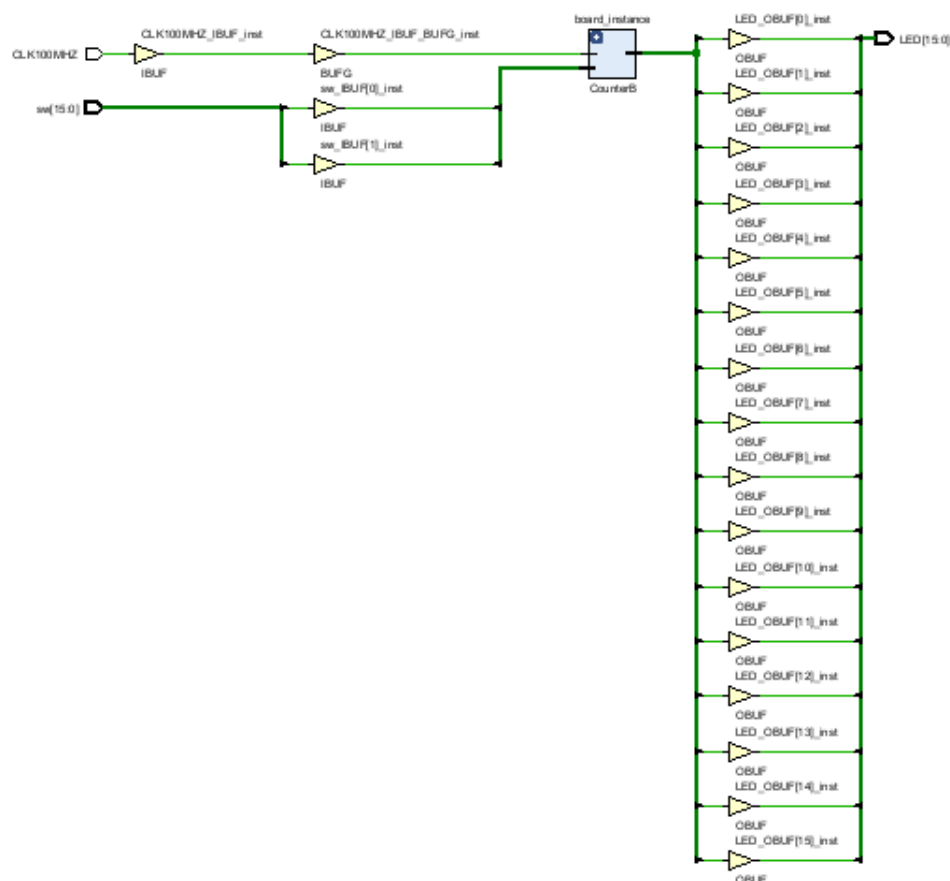 CLK100MHZ
CLK100MHZ_IBUF_inst
IBUF
CLK100MHZ_IBUF_BUFG_inst
BUFG
sw[15:0]
sw_IBUF[0]_inst
IBUF
sw_IBUF[1]_inst
IBUF
board_instance
CounterB
LED_OBUF[0]_inst
OBUF
LED_OBUF[1]_inst
OBUF
LED_OBUF[2]_inst
OBUF
LED_OBUF[3]_inst
OBUF
LED_OBUF[4]_inst
OBUF
LED_OBUF[5]_inst
OBUF
LED_OBUF[6]_inst
OBUF
LED_OBUF[7]_inst
OBUF
LED_OBUF[8]_inst
OBUF
LED_OBUF[9]_inst
OBUF
LED_OBUF[10]_inst
OBUF
LED_OBUF[11]_inst
OBUF
LED_OBUF[12]_inst
OBUF
LED_OBUF[13]_inst
OBUF
LED_OBUF[14]_inst
OBUF
LED_OBUF[15]_inst
OBUF
LED[15:0]